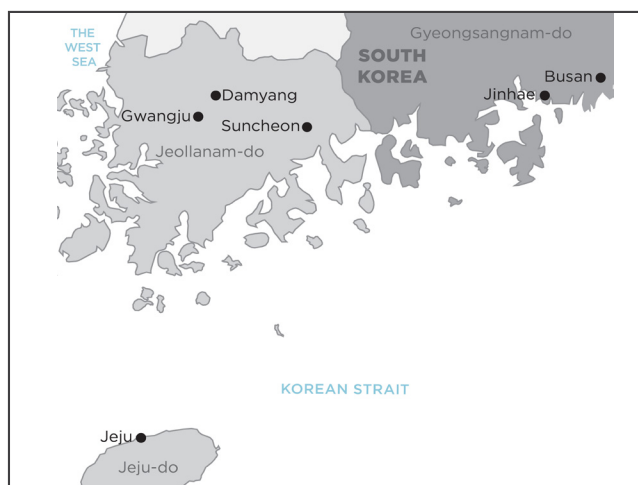 THE
WEST
SEA
Gyeongsangnam-do
SOUTH
KOREA
Busan
Damyang
Jinhae
Gwangju
Suncheon
Jeollanam-do
KOREAN STRAIT
Jeju
Jeju-do